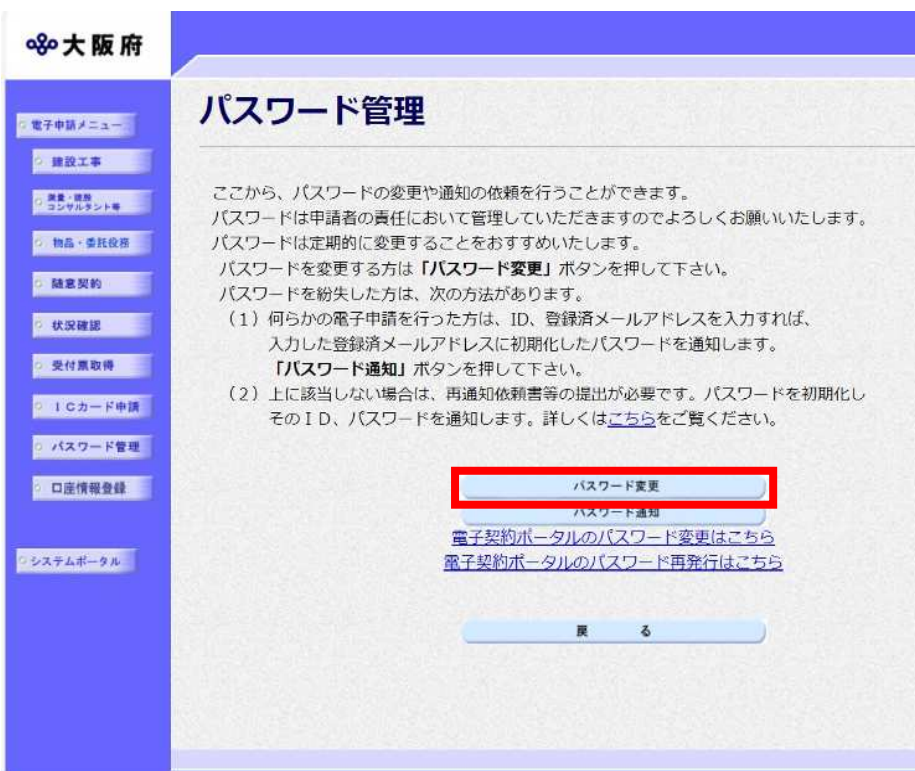 大阪府
電子申請メニュー
建設工事
測量・建設
コンサルタント等
物品・委託役務
随意契約
状況確認
受付票取得
ICカード申請
パスワード管理
口座情報登録
システムポータル
パスワード管理
ここから、パスワードの変更や通知の依頼を行うことができます。
パスワードは申請者の責任において管理していただきますのでよろしくお願いいたします。
パスワードは定期的に変更することをおすすめいたします。
パスワードを変更する方は「パスワード変更」ボタンを押して下さい。
パスワードを紛失した方は、次の方法があります。
（1）何らかの電子申請を行った方は、ID、登録済メールアドレスを入力すれば、
入力した登録済メールアドレスに初期化したパスワードを通知します。
「パスワード通知」ボタンを押して下さい。
（2）上に該当しない場合は、再通知依頼書等の提出が必要です。パスワードを初期化し
そのＩＤ、パスワードを通知します。詳しくはこちらをご覧ください。
パスワード変更
パスワード通知
電子契約ポータルのパスワード変更はこちら
電子契約ポータルのパスワード再発行はこちら
戻　る